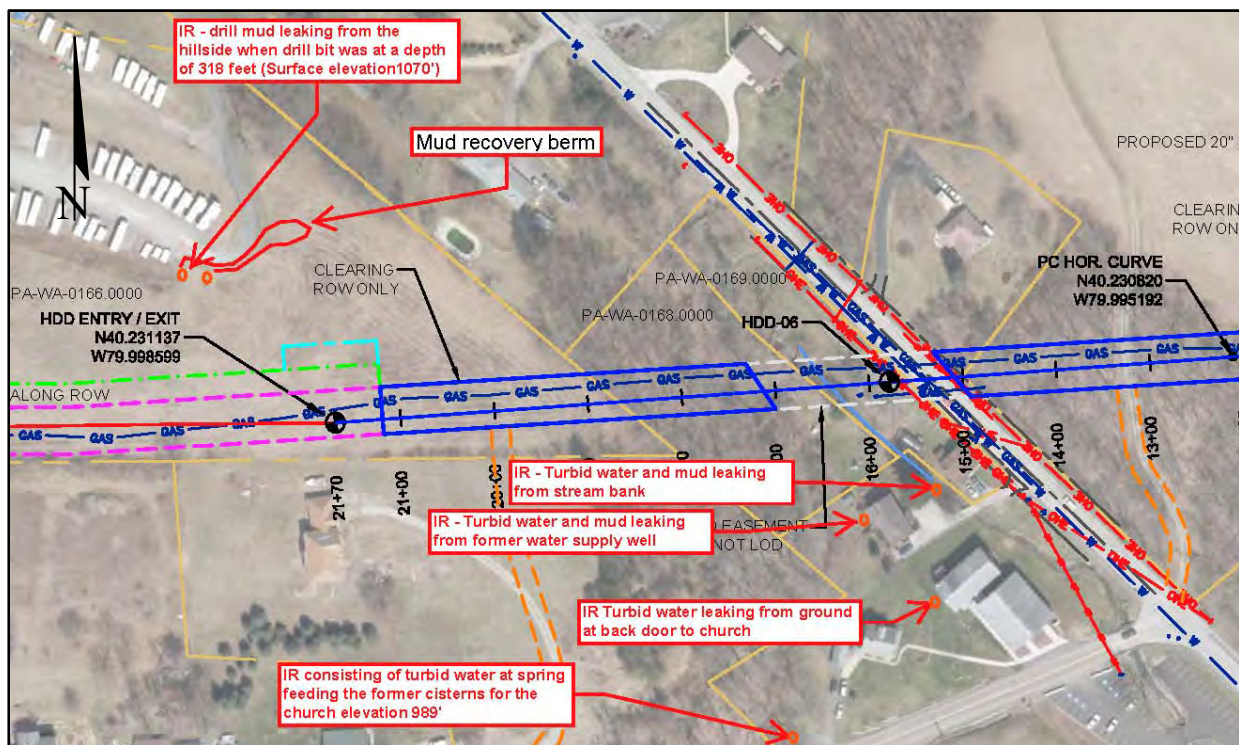 IR - drill mud leaking from the
hillside when drill bit was at a depth
of 318 feet (Surface elevation1070')
Mud recovery berm
N
PROPOSED 20"
CLEARIN
ROW ON
CLEARING
ROW ONLY
PA-WA-0166.0000
PA-WA-0169.0000
PA-WA-0168.0000
PC HOR. CURVE
N40.230820
W79.995192
HDD ENTRY / EXIT
N40.231137
W79.998599
HDD-06
ALONG ROW
GAS GAS GAS GAS GAS GAS GAS
21+70
21+00
16+00
15+00
14+00
13+00
IR - Turbid water and mud leaking
from stream bank
IR - Turbid water and mud leaking
from former water supply well
EASEMENT
NOT LOD
IR Turbid water leaking from ground
at back door to church
IR consisting of turbid water at spring
feeding the former cisterns for the
church elevation 989'